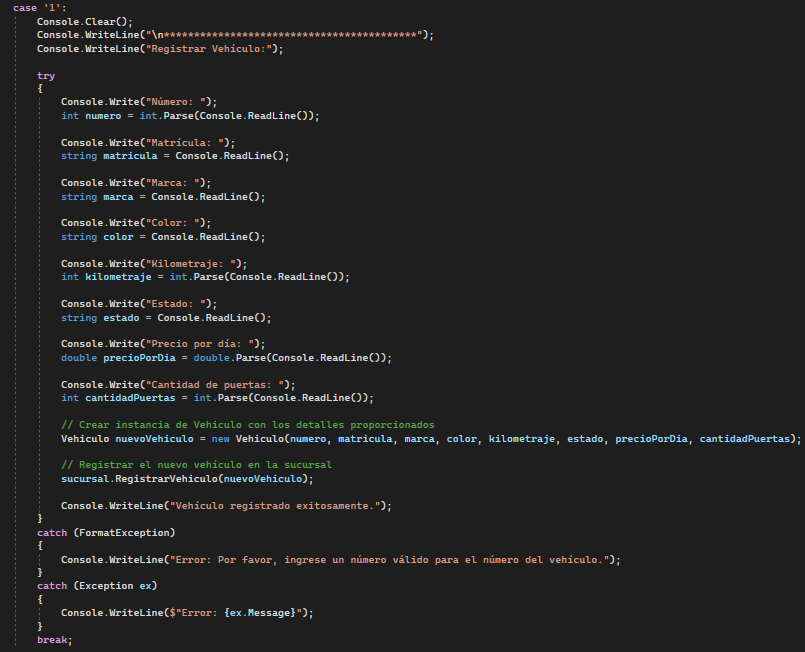 case '1':
Console.Clear();
Console.WriteLine("\n******************************************");
Console.WriteLine("Registrar Vehículo:");
try
{
Console.Write("Número: ");
int numero = int.Parse(Console.ReadLine());
Console.Write("Matrícula: ");
string matricula = Console.ReadLine();
Console.Write("Marca: ");
string marca = Console.ReadLine();
Console.Write("Color: ");
string color = Console.ReadLine();
Console.Write("Kilometraje: ");
int kilometraje = int.Parse(Console.ReadLine());
Console.Write("Estado: ");
string estado = Console.ReadLine();
Console.Write("Precio por día: ");
double precioPorDia = double.Parse(Console.ReadLine());
Console.Write("Cantidad de puertas: ");
int cantidadPuertas = int.Parse(Console.ReadLine());
// Crear instancia de Vehiculo con los detalles proporcionados
Vehiculo nuevoVehiculo = new Vehiculo(numero, matricula, marca, color, kilometraje, estado, precioPorDia, cantidadPuertas);
// Registrar el nuevo vehículo en la sucursal
sucursal.RegistrarVehiculo(nuevoVehiculo);
Console.WriteLine("Vehículo registrado exitosamente.");
}
catch (FormatException)
{
Console.WriteLine("Error: Por favor, ingrese un número válido para el número del vehículo.");
}
catch (Exception ex)
{
Console.WriteLine($"Error: {ex.Message}");
}
break;